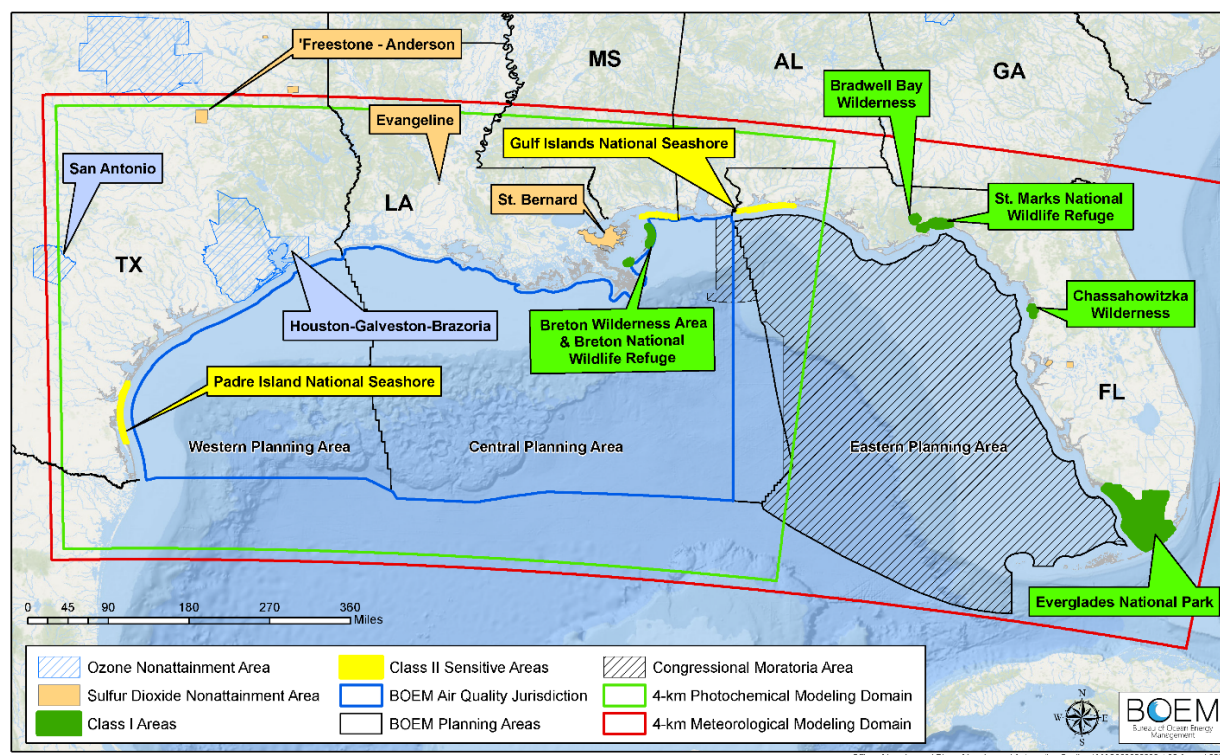 'Freestone - Anderson
MS
AL
GA
Bradwell Bay
Wilderness
Evangeline
Gulf Islands National Seashore
San Antonio
St. Marks National
Wildlife Refuge
LA
St. Bernard
TX
Chassahowitzka
Wilderness
Houston-Galveston-Brazoria
Breton Wilderness Area
& Breton National
Wildlife Refuge
Padre Island National Seashore
FL
Western Planning Area
Central Planning Area
Eastern Planning Area
Everglades National Park
0 45 90 180 270 360
Miles
Ozone Nonattainment Area
Class II Sensitive Areas
Congressional Moratoria Area
Sulfur Dioxide Nonattainment Area
BOEM Air Quality Jurisdiction
4-km Photochemical Modeling Domain
Class I Areas
BOEM Planning Areas
4-km Meteorological Modeling Domain
N
W E
S
BOEM
Bureau of Ocean Energy
Management